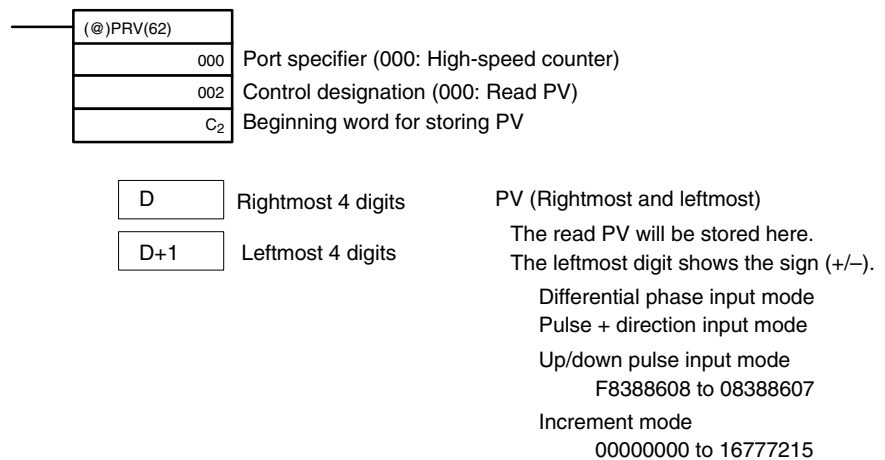 (@)PRV(62)
000 Port specifier (000: High-speed counter)
002 Control designation (000: Read PV)
C2 Beginning word for storing PV
D Rightmost 4 digits
D+1 Leftmost 4 digits
PV (Rightmost and leftmost)
The read PV will be stored here.
The leftmost digit shows the sign (+/–).
Differential phase input mode
Pulse + direction input mode
Up/down pulse input mode
F8388608 to 08388607
Increment mode
00000000 to 16777215